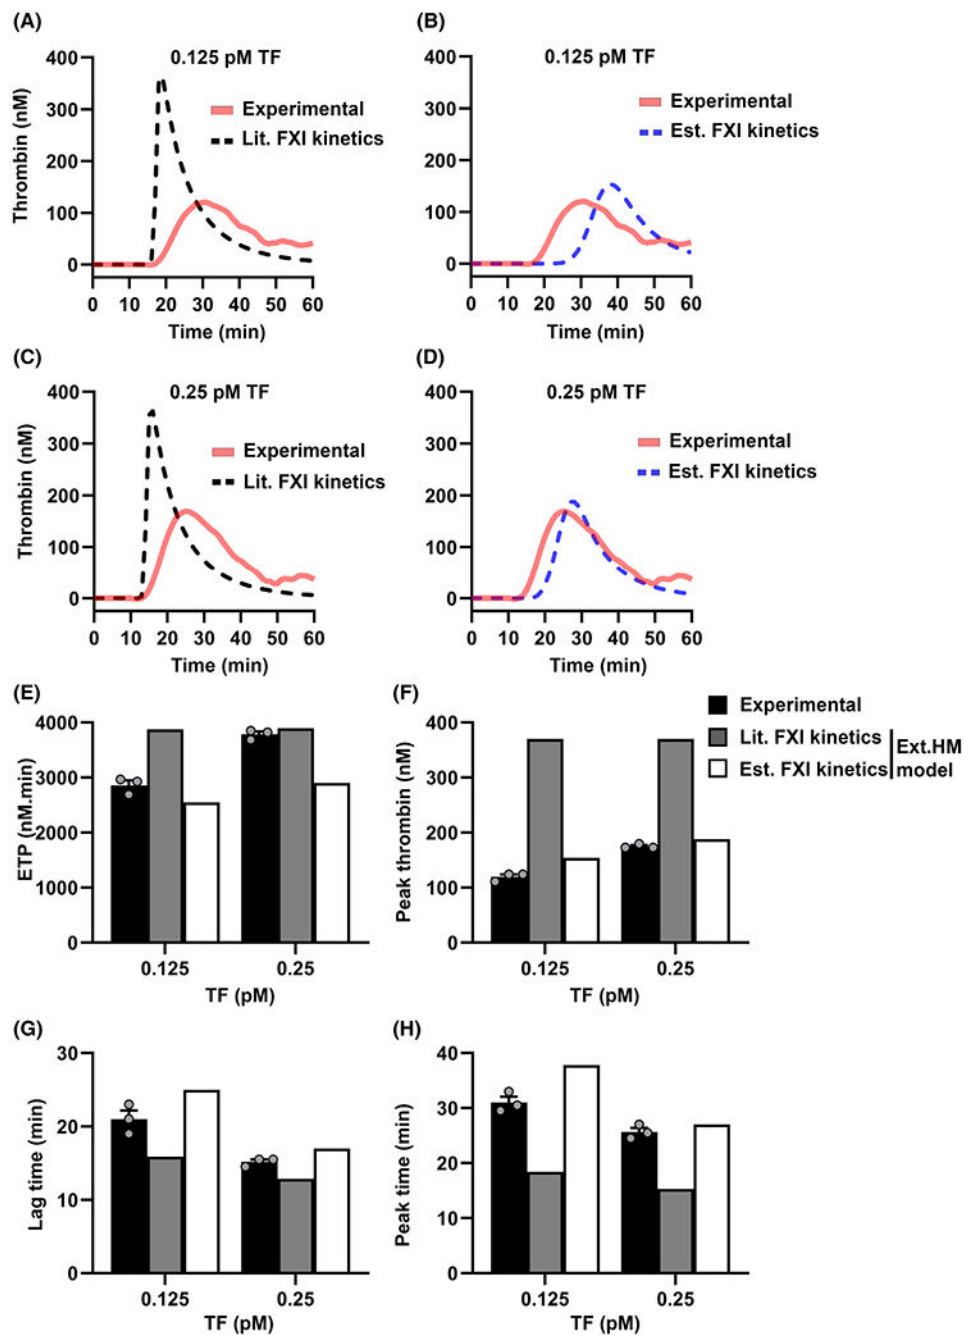 (A)
0.125 pM TF
Thrombin (nM)
400
300
200
100
0
Experimental
Lit. FXI kinetics
0 10 20 30 40 50 60
Time (min)
(B)
0.125 pM TF
400
300
200
100
0
Experimental
Est. FXI kinetics
0 10 20 30 40 50 60
Time (min)
(C)
0.25 pM TF
Thrombin (nM)
400
300
200
100
0
Experimental
Lit. FXI kinetics
0 10 20 30 40 50 60
Time (min)
(D)
0.25 pM TF
400
300
200
100
0
Experimental
Est. FXI kinetics
0 10 20 30 40 50 60
Time (min)
(E)
ETP (nM.min)
4000
3000
2000
1000
0
0.125 0.25
TF (pM)
(F)
Peak thrombin (nM)
400
300
200
100
0
0.125 0.25
TF (pM)
Experimental
Lit. FXI kinetics
Est. FXI kinetics
Ext.HM
model
(G)
Lag time (min)
30
20
10
0
0.125 0.25
TF (pM)
(H)
Peak time (min)
40
30
20
10
0
0.125 0.25
TF (pM)